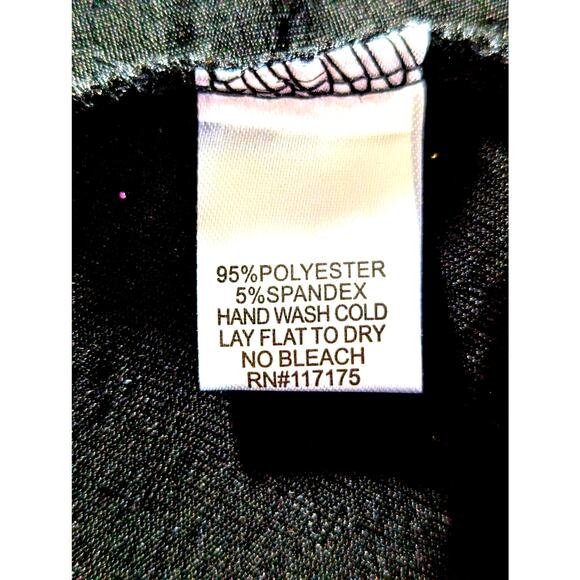 95%POLYESTER
5%SPANDEX
HAND WASH COLD
LAY FLAT TO DRY
NO BLEACH
RN#117175